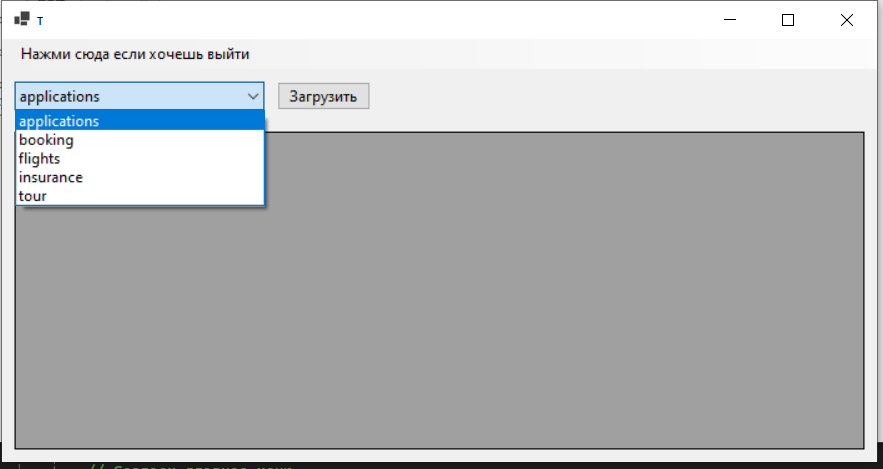 т
Нажми сюда если хочешь выйти
applications
Загрузить
applications
booking
flights
insurance
tour